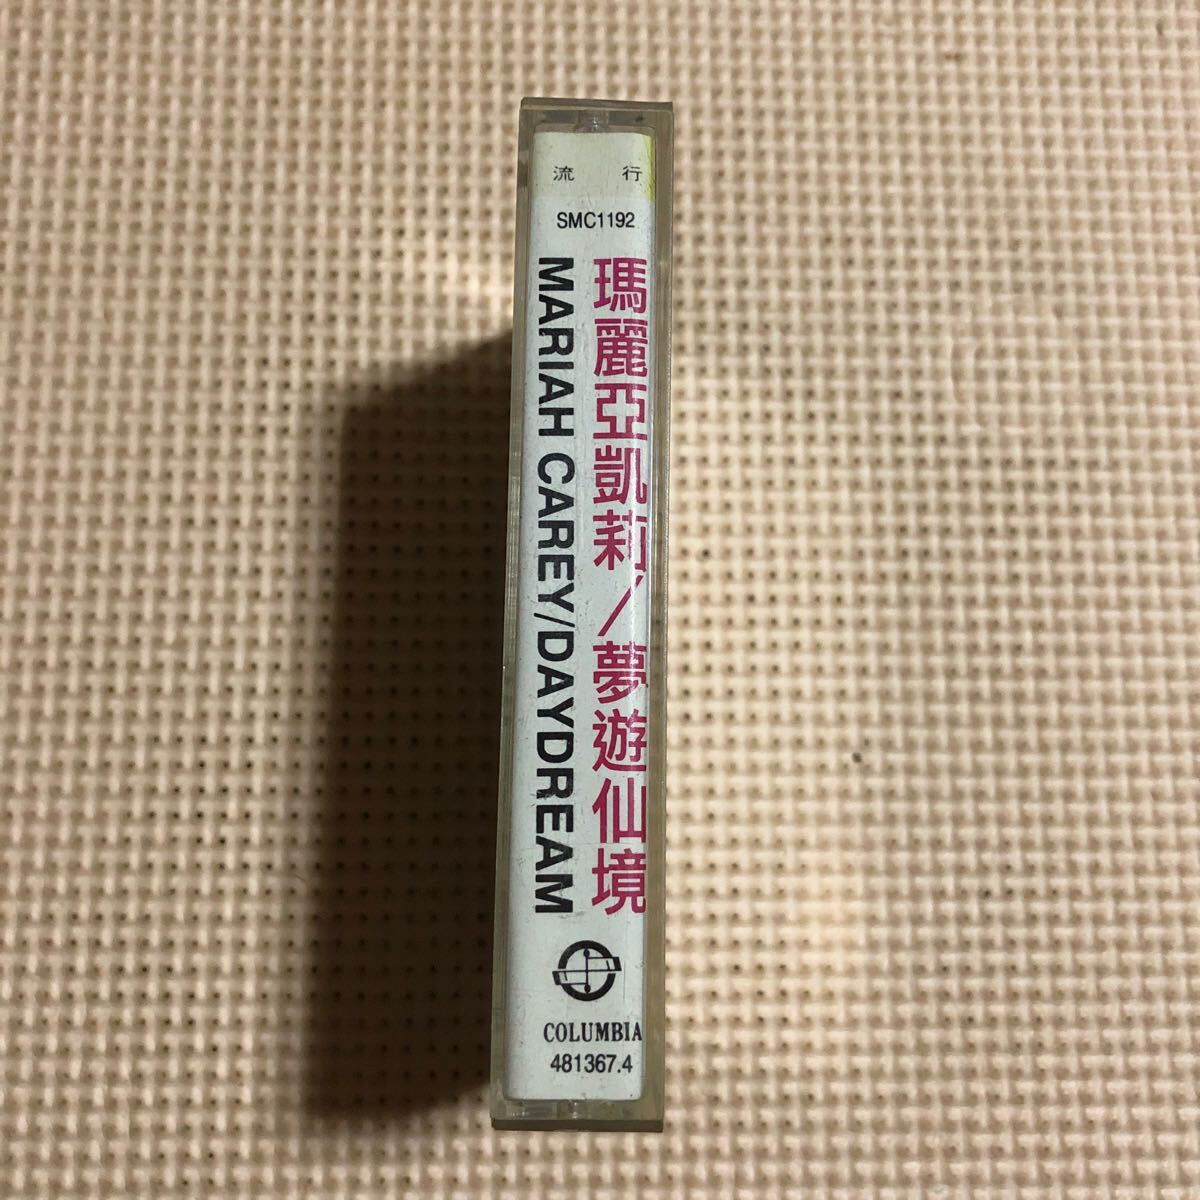 流 行
SMC1192
瑪麗亞凱莉／夢遊仙境
MARIAH CAREY/DAYDREAM
COLUMBIA
481367.4